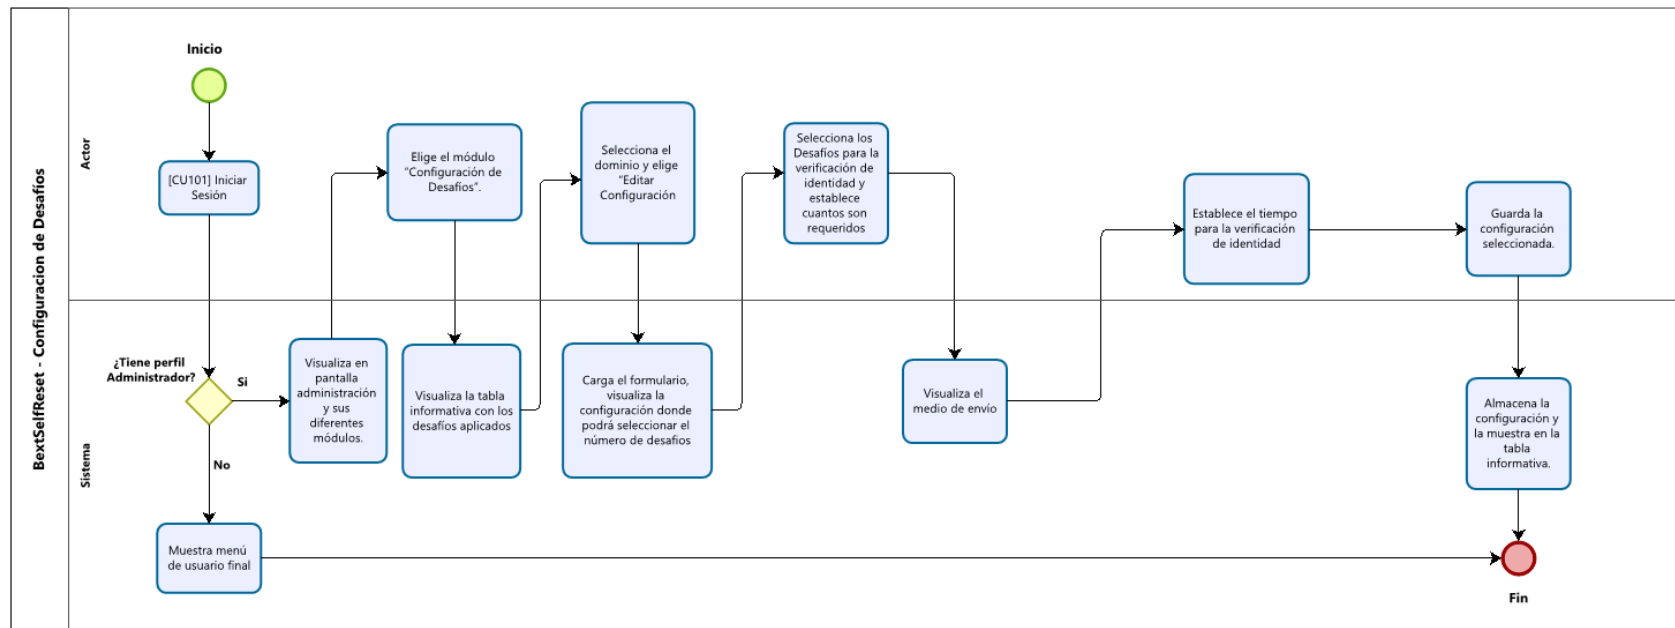 BextSelfReset - Configuracion de Desafíos
Actor
Inicio
[CU101] Iniciar
Sesión
Elige el módulo
"Configuración de
Desafíos".
Selecciona el
dominio y elige
"Editar
Configuración
Selecciona los
Desafíos para la
verificación de
identidad y
establece
cuantos son
requeridos
Establece el tiempo
para la verificación
de identidad
Guarda la
configuración
seleccionada.
Sistema
¿Tiene perfil
Administrador?
Si
No
Visualiza en
pantalla
administración
y sus
diferentes
módulos.
Visualiza la tabla
informativa con los
desafíos aplicados
Carga el formulario,
visualiza la
configuración donde
podrá seleccionar el
número de desafios
Visualiza el
medio de envío
Almacena la
configuración y
la muestra en la
tabla
informativa.
Muestra menú
de usuario final
Fin